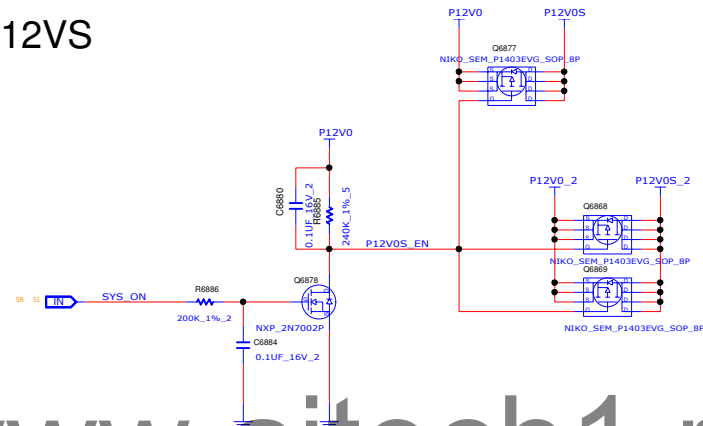 12VS
P12V0
P12V0S
Q6877
NIKO_SEM_P1403EVG_SOP_8P
S
S
S
G
D
D
D
D
P12V0
C6880
0.1UF_16V_2
R6885
240K_1%_5
P12V0S_EN
P12V0_2
P12V0S_2
Q6868
S
S
S
G
D
D
D
D
NIKO_SEM_P1403EVG_SOP_8P
Q6869
S
S
S
G
D
D
D
D
NIKO_SEM_P1403EVG_SOP_8P
58 51
IN
SYS_ON
R6886
200K_1%_2
Q6878
G
D
S
NXP_2N7002P
C6884
0.1UF_16V_2